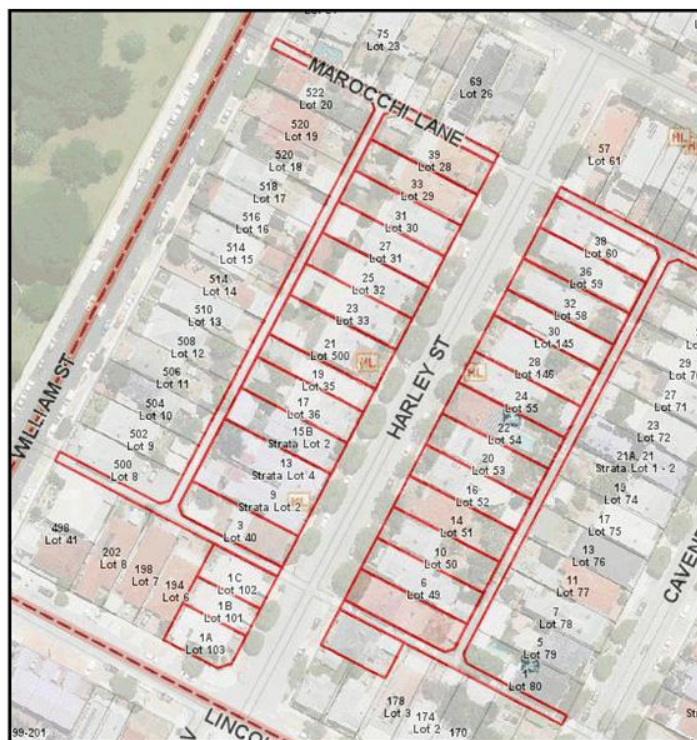 75
Lot 23
MAROCCHI LANE
69
Lot 26
522
Lot 20
520
Lot 19
520
Lot 18
518
Lot 17
516
Lot 16
514
Lot 15
514
Lot 14
510
Lot 13
508
Lot 12
506
Lot 11
504
Lot 10
502
Lot 9
500
Lot 8
WILLIAM ST
39
Lot 28
33
Lot 29
31
Lot 30
27
Lot 31
25
Lot 32
23
Lot 33
21
Lot 500
19
Lot 35
17
Lot 36
15B
Strata Lot 2
13
Strata Lot 4
9
Strata Lot 2
3
Lot 40
HL
HARLEY ST
HL
57
Lot 61
HL
38
Lot 60
36
Lot 59
32
Lot 58
30
Lot 145
28
Lot 146
24
Lot 55
22
Lot 54
20
Lot 53
16
Lot 52
14
Lot 51
10
Lot 50
6
Lot 49
29
27
Lot 71
23
Lot 72
21A, 21
Strata Lot 1 - 2
19
Lot 74
17
Lot 75
13
Lot 76
11
Lot 77
7
Lot 78
5
Lot 79
1
Lot 80
CAVEN
498
Lot 41
202
Lot 8
198
Lot 7
194
Lot 6
1C
Lot 102
1B
Lot 101
1A
Lot 103
178
Lot 3
174
Lot 2
170
LINCO
99-201